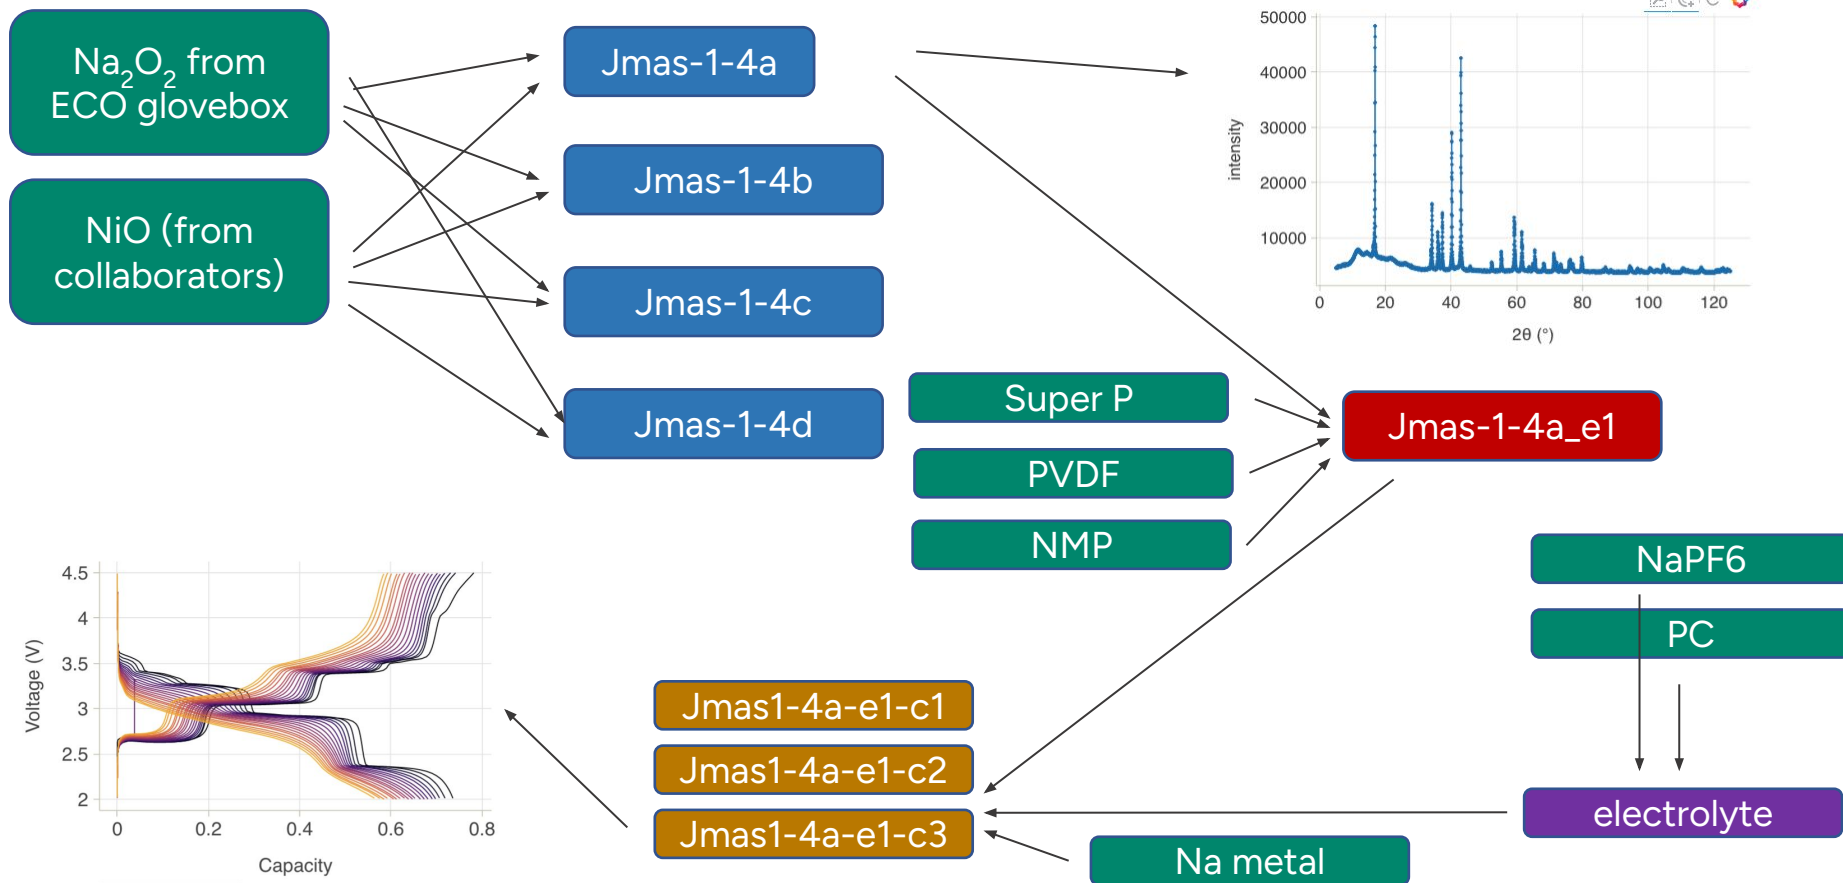 Na₂O₂ from
ECO glovebox
NiO (from
collaborators)
Jmas-1-4a
Jmas-1-4b
Jmas-1-4c
Jmas-1-4d
50000
40000
30000
20000
10000
intensity
0 20 40 60 80 100 120
2θ (°)
Super P
PVDF
NMP
Jmas-1-4a_e1
NaPF6
PC
electrolyte
Na metal
Jmas1-4a-e1-c1
Jmas1-4a-e1-c2
Jmas1-4a-e1-c3
4.5
4
3.5
3
2.5
2
Voltage (V)
0 0.2 0.4 0.6 0.8
Capacity